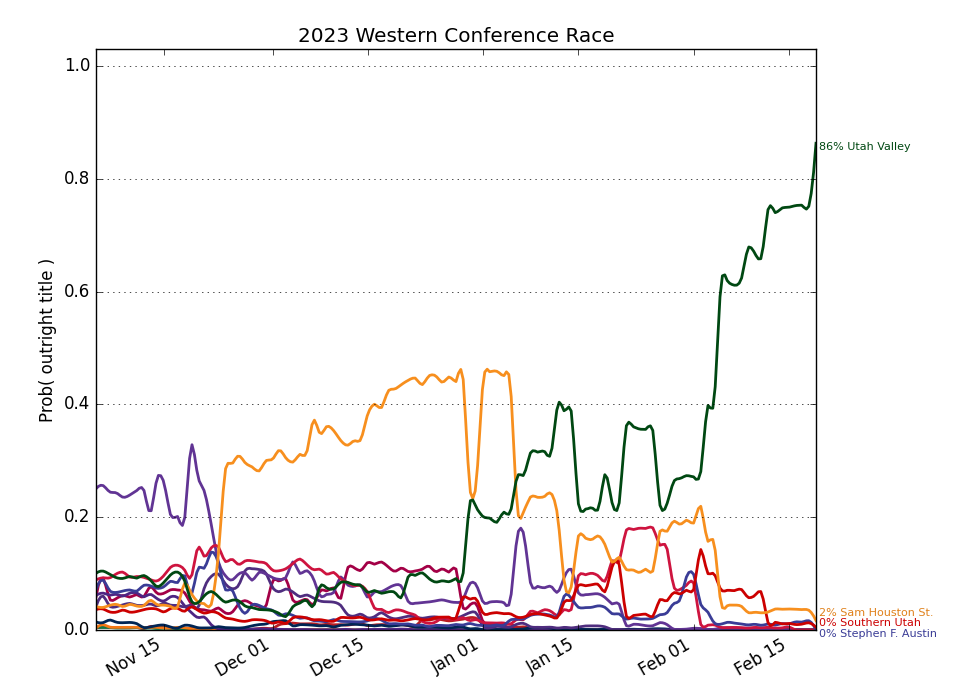 2023 Western Conference Race
Prob( outright title )
1.0
0.8
0.6
0.4
0.2
0.0
Nov 15
Dec 01
Dec 15
Jan 01
Jan 15
Feb 01
Feb 15
86% Utah Valley
2% Sam Houston St.
0% Southern Utah
0% Stephen F. Austin